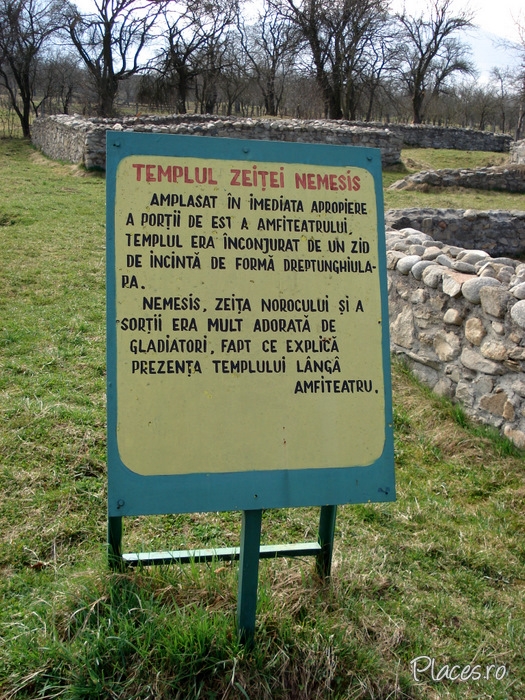 TEMPLUL ZEIȚEI NEMESIS
AMPLASAT ÎN IMEDIATA APROPIERE
A PORȚII DE EST A AMFITEATRULUI,
TEMPLUL ERA ÎNCONJURAT DE UN ZID
DE INCINTĂ DE FORMĂ DREPTUNGHIULA-
RA.
NEMESIS, ZEIȚA NOROCULUI ȘI A
SORȚII ERA MULT ADORATĂ DE
GLADIATORI, FAPT CE EXPLICĂ
PREZENȚA TEMPLULUI LÂNGÂ
AMFITEATRU.
Places.ro